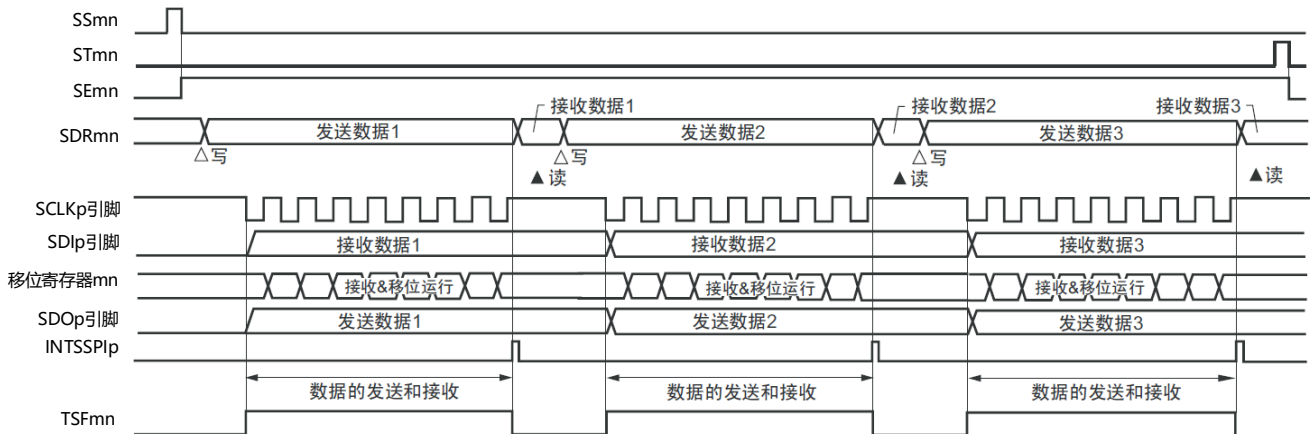 SSmn
STmn
SEmn
接收数据1 接收数据2 接收数据3
SDRmn 发送数据1 发送数据2 发送数据3
△写 △写 △写
▲读 ▲读 ▲读
SCLKp引脚
SDIp引脚 接收数据1 接收数据2 接收数据3
移位寄存器mn 接收&移位运行 接收&移位运行 接收&移位运行
SDOp引脚 发送数据1 发送数据2 发送数据3
INTSSPIp
数据的发送和接收 数据的发送和接收 数据的发送和接收
TSFmn